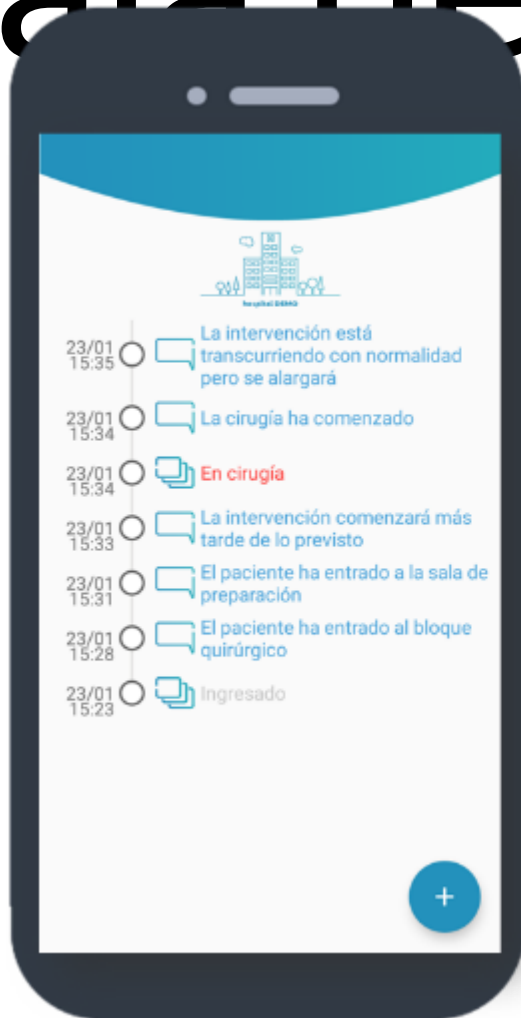 hospital DEMO
23/01
15:35
La intervención está
transcurriendo con normalidad
pero se alargará
23/01
15:34
La cirugía ha comenzado
23/01
15:34
En cirugía
23/01
15:33
La intervención comenzará más
tarde de lo previsto
23/01
15:31
El paciente ha entrado a la sala de
preparación
23/01
15:28
El paciente ha entrado al bloque
quirúrgico
23/01
15:23
Ingresado
+